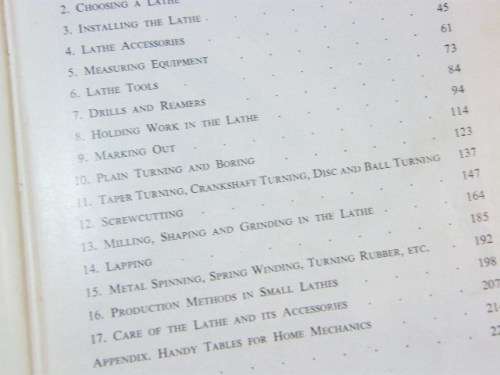 2. CHOOSING A LATHE
3. INSTALLING THE LATHE
4. LATHE ACCESSORIES . . . . . 45
5. MEASURING EQUIPMENT . . . . 61
6. LATHE TOOLS . . . . . 73
7. DRILLS AND REAMERS . . . . . 84
8. HOLDING WORK IN THE LATHE . . . . 94
9. MARKING OUT . . . . . 114
10. PLAIN TURNING AND BORING . . . . 123
11. TAPER TURNING, CRANKSHAFT TURNING, DISC AND BALL TURNING 137
12. SCREWCUTTING . . . . . 147
13. MILLING, SHAPING AND GRINDING IN THE LATHE . . 164
14. LAPPING . . . . . 185
15. METAL SPINNING, SPRING WINDING, TURNING RUBBER, ETC. . 192
16. PRODUCTION METHODS IN SMALL LATHES . . . 198
17. CARE OF THE LATHE AND ITS ACCESSORIES . . . 207
APPENDIX. HANDY TABLES FOR HOME MECHANICS . . . 21